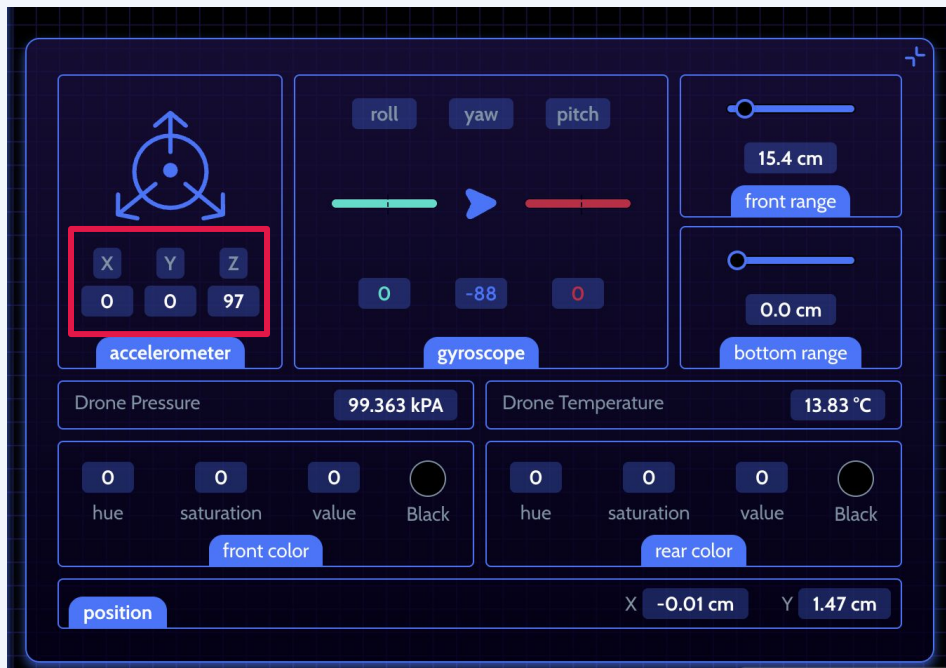 roll yaw pitch
15.4 cm
front range
X Y Z
0 0 97
accelerometer
0 -88 0
gyroscope
0.0 cm
bottom range
Drone Pressure 99.363 kPA
Drone Temperature 13.83 °C
0 0 0
hue saturation value Black
front color
0 0 0
hue saturation value Black
rear color
position X -0.01 cm Y 1.47 cm